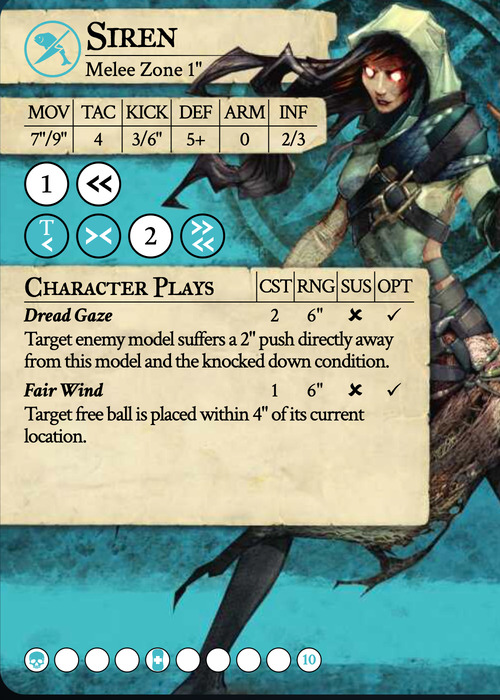 Siren
Melee Zone 1"
MOV TAC KICK DEF ARM INF
7"/9" 4 3/6" 5+ 0 2/3
1 <<
T < >< 2 >> <<
Character Plays CST RNG SUS OPT
Dread Gaze 2 6" ✘ ✓
Target enemy model suffers a 2" push directly away
from this model and the knocked down condition.
Fair Wind 1 6" ✘ ✓
Target free ball is placed within 4" of its current
location.
10